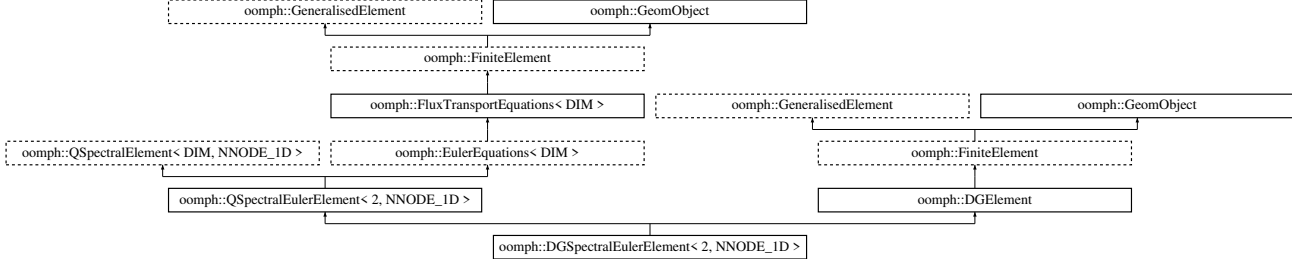 oomph::GeneralisedElement
oomph::GeomObject
oomph::FiniteElement
oomph::FluxTransportEquations< DIM >
oomph::GeneralisedElement
oomph::GeomObject
oomph::QSpectralElement< DIM, NNODE_1D >
oomph::EulerEquations< DIM >
oomph::FiniteElement
oomph::QSpectralEulerElement< 2, NNODE_1D >
oomph::DGElement
oomph::DGSpectralEulerElement< 2, NNODE_1D >